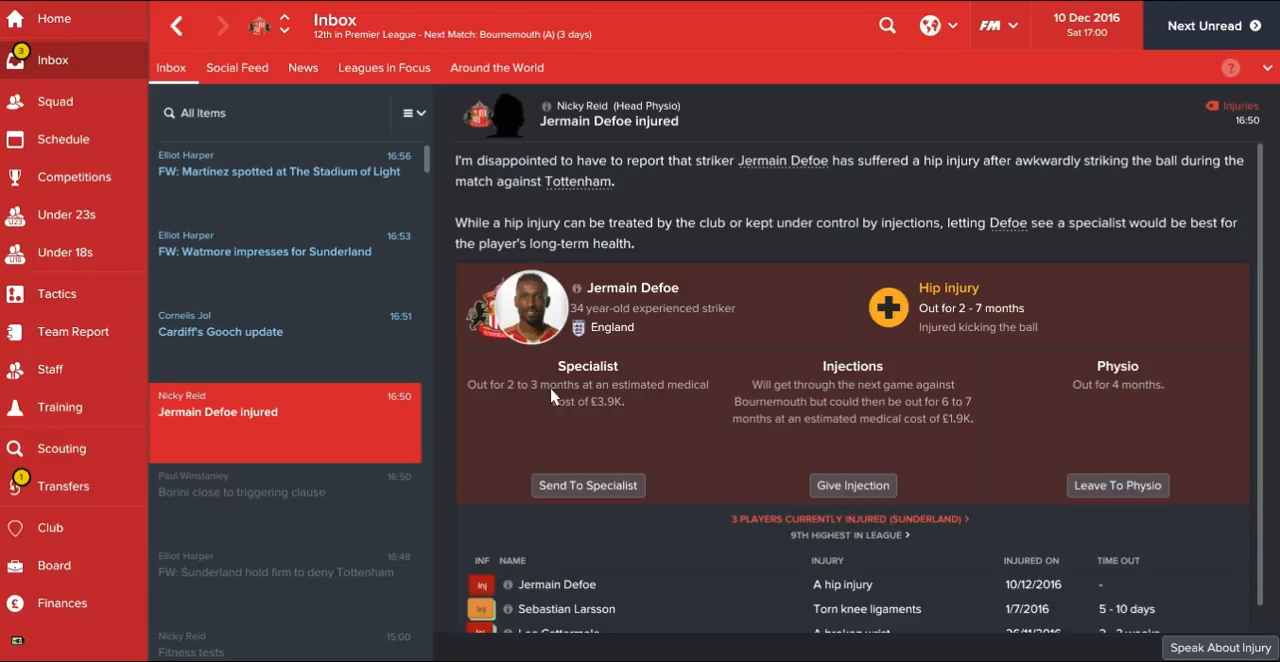 Home
3
Inbox
Squad
Schedule
Competitions
U23
Under 23s
U18
Under 18s
Tactics
Team Report
Staff
Training
Scouting
1
Transfers
Club
Board
Finances
Inbox
12th in Premier League - Next Match: Bournemouth (A) (3 days)
FM
10 Dec 2016
Sat 17:00
Next Unread
Inbox Social Feed News Leagues in Focus Around the World
?
All Items
Elliot Harper 16:56
FW: Martínez spotted at The Stadium of Light
Elliot Harper 16:53
FW: Watmore impresses for Sunderland
Cornelis Jol 16:51
Cardiff's Gooch update
Nicky Reid 16:50
Jermain Defoe injured
Paul Winstanley 16:50
Borini close to triggering clause
Elliot Harper 16:48
FW: Sunderland hold firm to deny Tottenham
Nicky Reid 15:00
Fitness tests
Nicky Reid (Head Physio)
Jermain Defoe injured
Injuries
16:50
I'm disappointed to have to report that striker Jermain Defoe has suffered a hip injury after awkwardly striking the ball during the
match against Tottenham.
While a hip injury can be treated by the club or kept under control by injections, letting Defoe see a specialist would be best for
the player's long-term health.
Jermain Defoe
34 year-old experienced striker
England
Hip injury
Out for 2 - 7 months
Injured kicking the ball
Specialist
Out for 2 to 3 months at an estimated medical
cost of £3.9K.
Send To Specialist
Injections
Will get through the next game against
Bournemouth but could then be out for 6 to 7
months at an estimated medical cost of £1.9K.
Give Injection
Physio
Out for 4 months.
Leave To Physio
3 PLAYERS CURRENTLY INJURED (SUNDERLAND) >
9TH HIGHEST IN LEAGUE >
INF NAME INJURY INJURED ON TIME OUT
Inj Jermain Defoe A hip injury 10/12/2016 -
Inj Sebastian Larsson Torn knee ligaments 1/7/2016 5 - 10 days
Speak About Injury